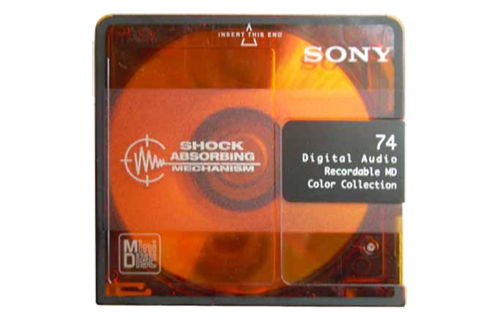 INSERT THIS END
SONY
SHOCK
ABSORBING
MECHANISM
74
Digital Audio
Recordable MD
Color Collection
Mini
Disc